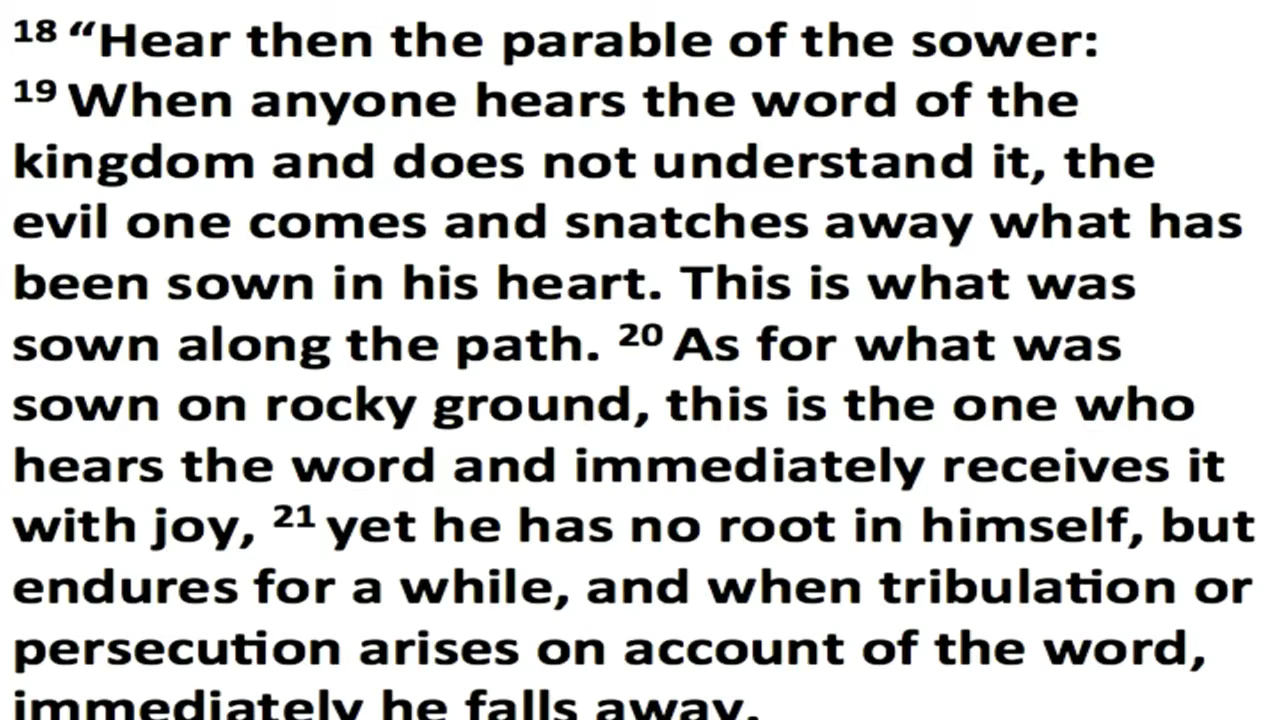 18 “Hear then the parable of the sower:
19 When anyone hears the word of the
kingdom and does not understand it, the
evil one comes and snatches away what has
been sown in his heart. This is what was
sown along the path. 20 As for what was
sown on rocky ground, this is the one who
hears the word and immediately receives it
with joy, 21 yet he has no root in himself, but
endures for a while, and when tribulation or
persecution arises on account of the word,
immediately he falls away.